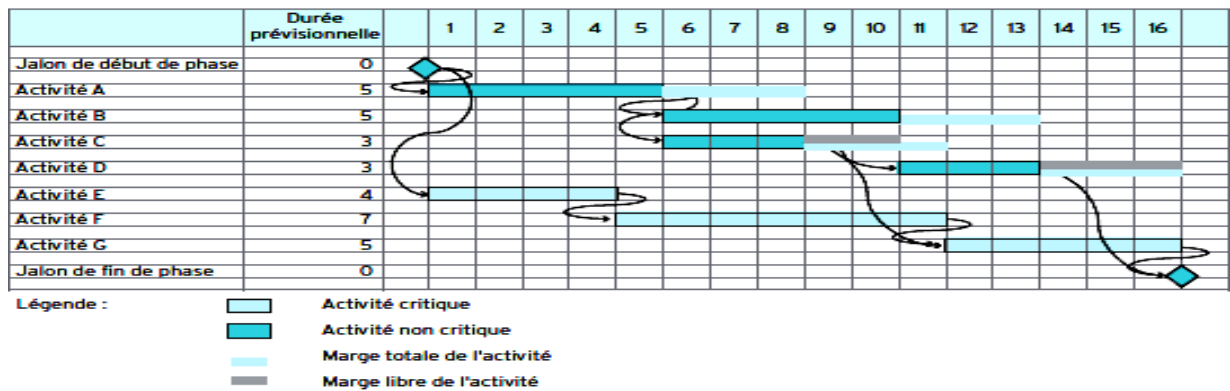 Durée prévisionnelle 1 2 3 4 5 6 7 8 9 10 11 12 13 14 15 16
Jalon de début de phase 0
Activité A 5
Activité B 5
Activité C 3
Activité D 3
Activité E 4
Activité F 7
Activité G 5
Jalon de fin de phase 0
Légende :
Activité critique
Activité non critique
Marge totale de l'activité
Marge libre de l'activité